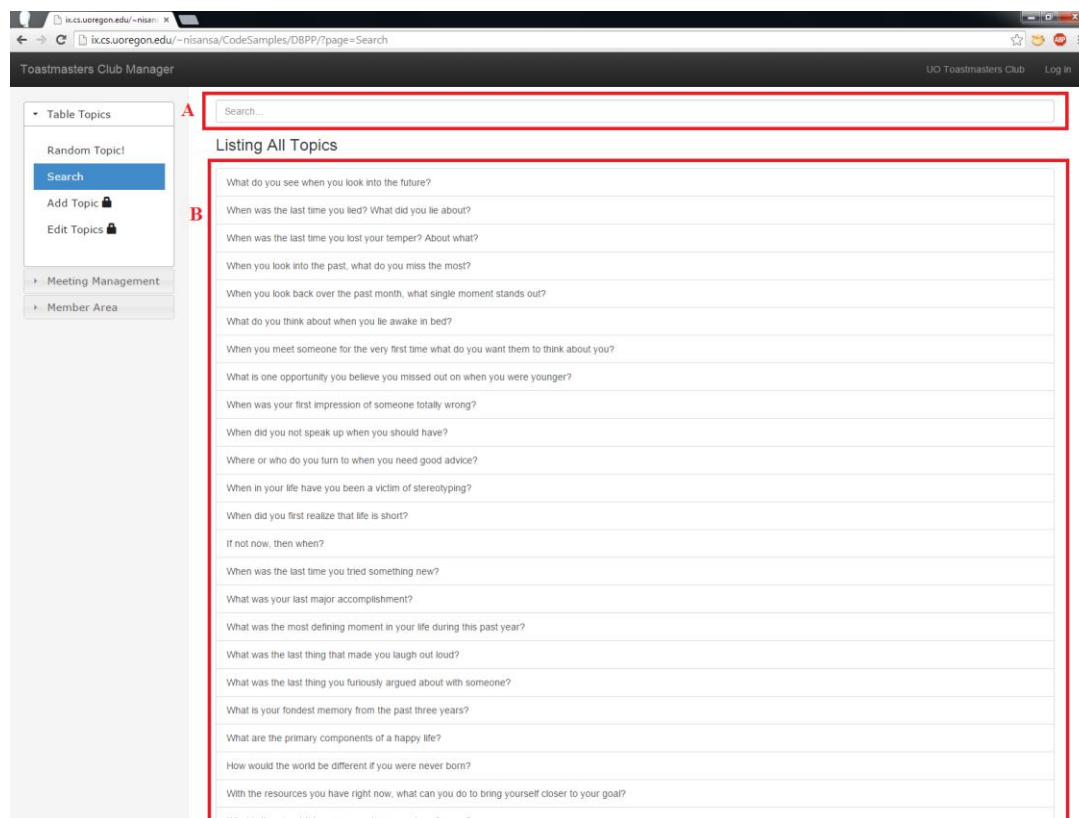 ix.cs.uoregon.edu/~nisan
ix.cs.uoregon.edu/~nisansa/CodeSamples/DBPP/?page=Search
ABP
Toastmasters Club Manager
UO Toastmasters Club
Log in
Table Topics
Random Topic!
Search
Add Topic
Edit Topics
Meeting Management
Member Area
A
Search...
Listing All Topics
B
What do you see when you look into the future?
When was the last time you lied? What did you lie about?
When was the last time you lost your temper? About what?
When you look into the past, what do you miss the most?
When you look back over the past month, what single moment stands out?
What do you think about when you lie awake in bed?
When you meet someone for the very first time what do you want them to think about you?
What is one opportunity you believe you missed out on when you were younger?
When was your first impression of someone totally wrong?
When did you not speak up when you should have?
Where or who do you turn to when you need good advice?
When in your life have you been a victim of stereotyping?
When did you first realize that life is short?
If not now, then when?
When was the last time you tried something new?
What was your last major accomplishment?
What was the most defining moment in your life during this past year?
What was the last thing that made you laugh out loud?
What was the last thing you furiously argued about with someone?
What is your fondest memory from the past three years?
What are the primary components of a happy life?
How would the world be different if you were never born?
With the resources you have right now, what can you do to bring yourself closer to your goal?